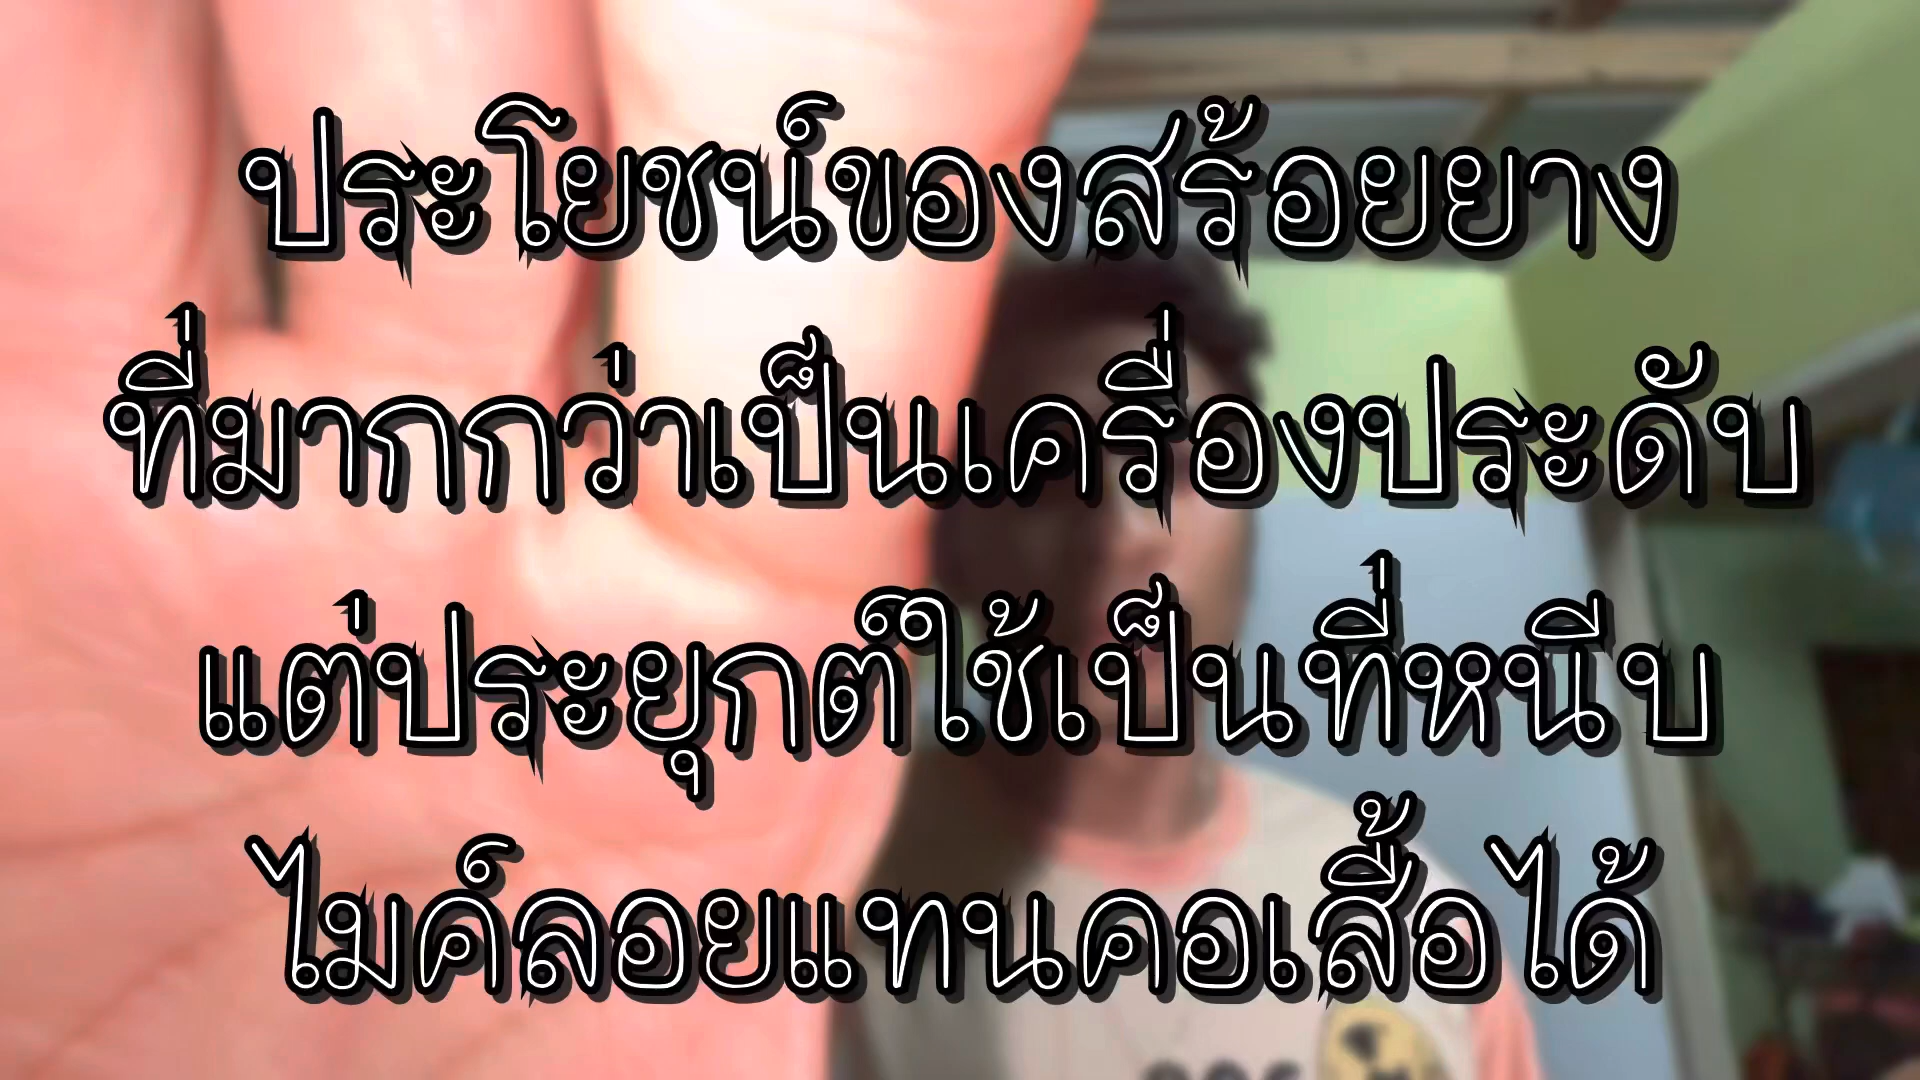 ประโยชน์ของสร้อยยาง
ที่มากกว่าเป็นเครื่องประดับ
แต่ประยุกต์ใช้เป็นที่หนีบ
ไมค์ลอยแทนคอเสื้อได้